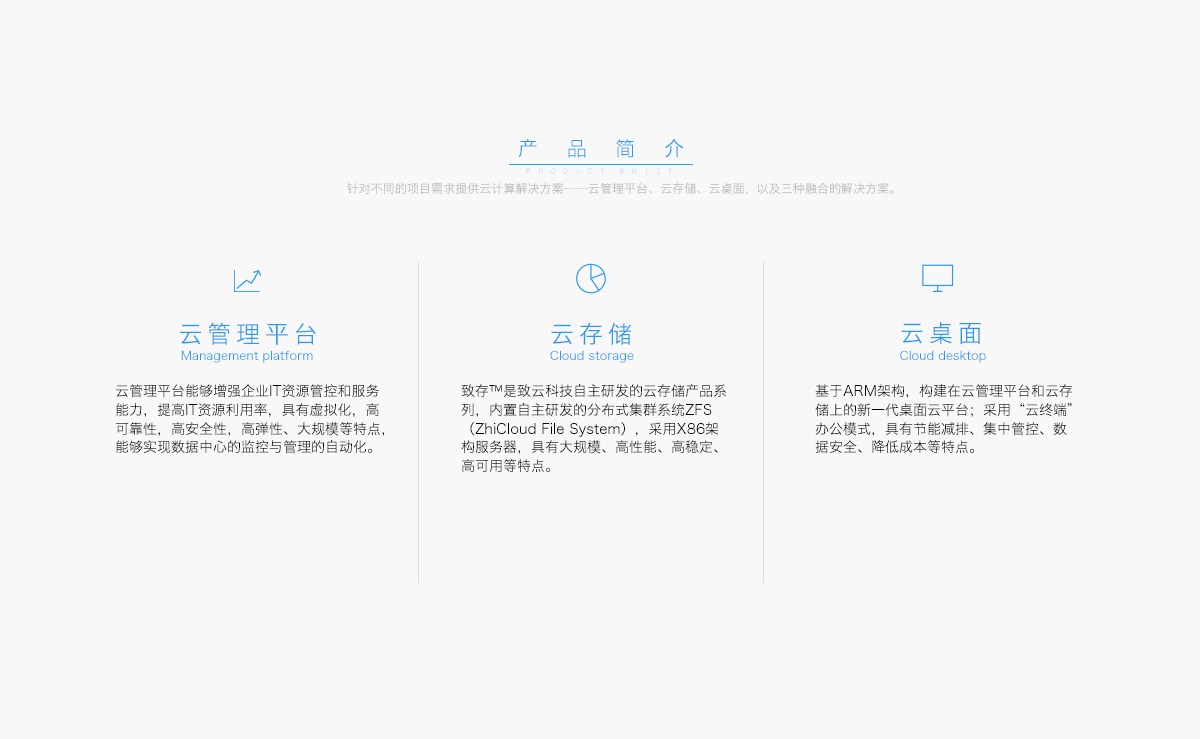 产品简介
PRODUCT BRIEF
针对不同的项目需求提供云计算解决方案——云管理平台、云存储、云桌面，以及三种融合的解决方案。
云管理平台
Management platform
云管理平台能够增强企业IT资源管控和服务
能力，提高IT资源利用率，具有虚拟化，高
可靠性，高安全性，高弹性、大规模等特点，
能够实现数据中心的监控与管理的自动化。
云存储
Cloud storage
致存™是致云科技自主研发的云存储产品系
列，内置自主研发的分布式集群系统ZFS
（ZhiCloud File System），采用X86架
构服务器，具有大规模、高性能、高稳定、
高可用等特点。
云桌面
Cloud desktop
基于ARM架构，构建在云管理平台和云存
储上的新一代桌面云平台；采用“云终端”
办公模式，具有节能减排、集中管控、数
据安全、降低成本等特点。